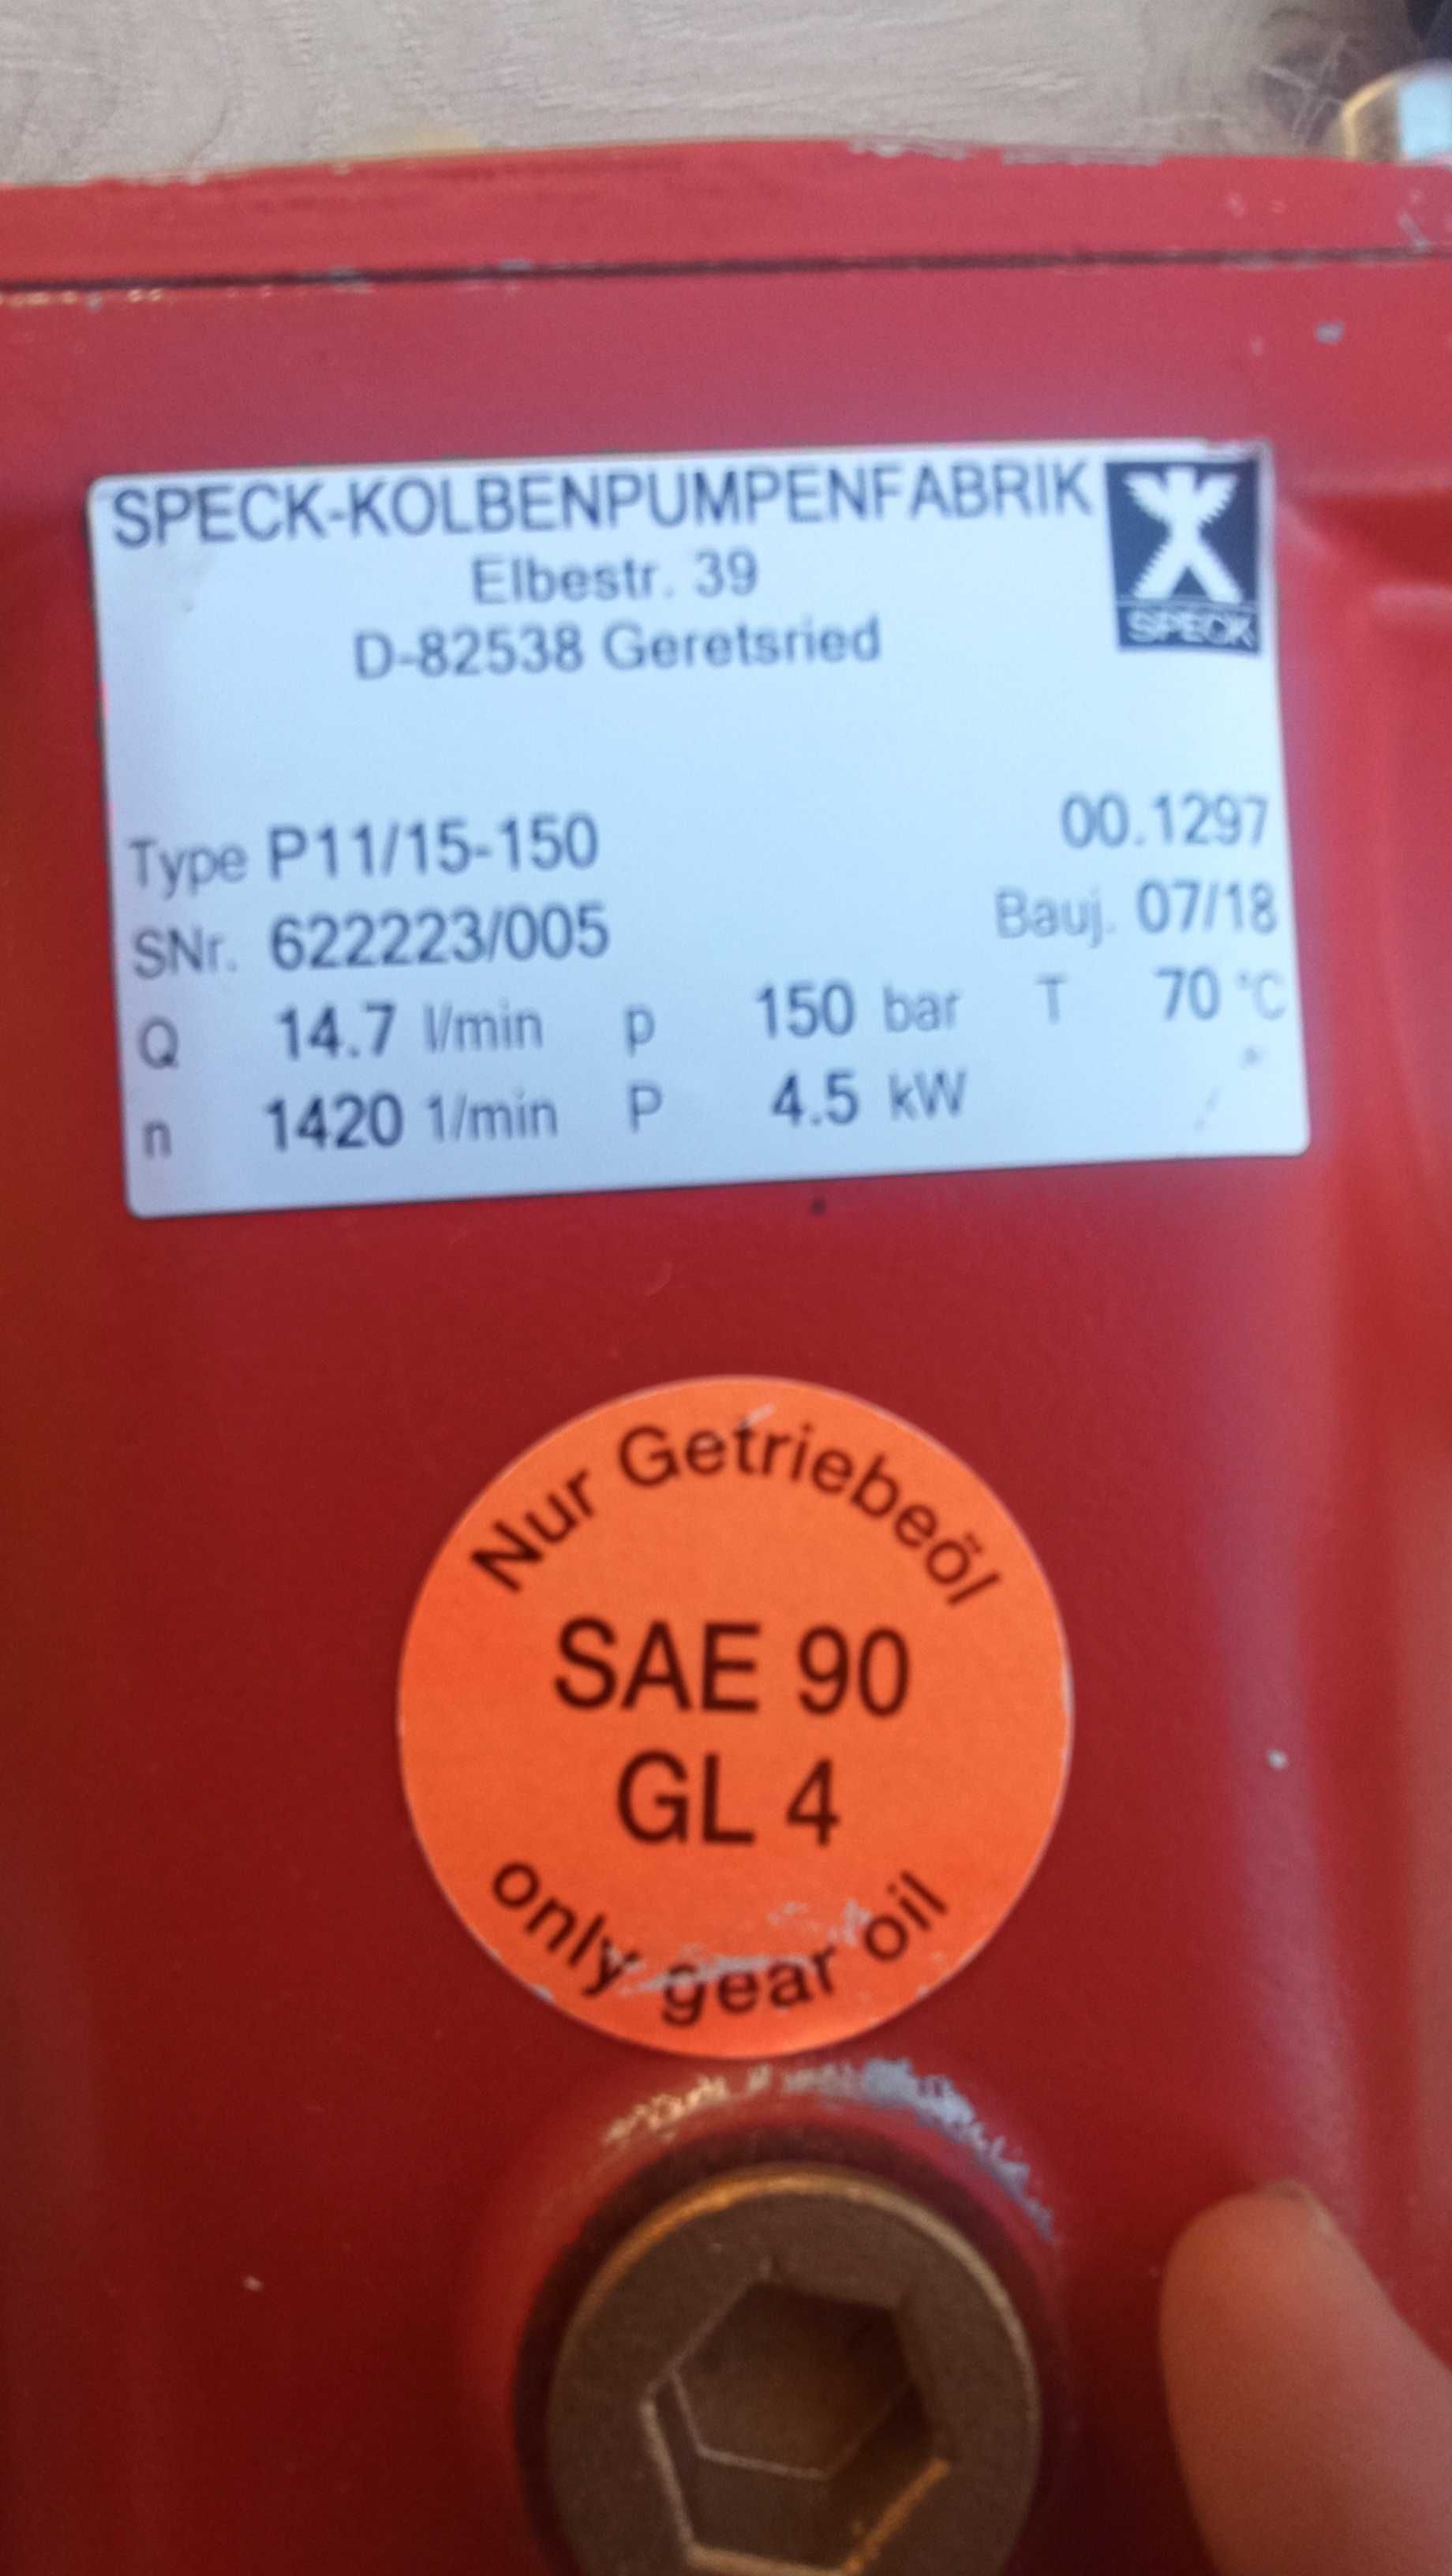 SPECK-KOLBENPUMPENFABRIK
Elbestr. 39
D-82538 Geretsried
SPECK
Type P11/15-150 00.1297
SNr. 622223/005 Bauj. 07/18
Q 14.7 l/min p 150 bar T 70 °C
n 1420 1/min P 4.5 kW
Nur Getriebeöl
SAE 90
GL 4
only gear oil